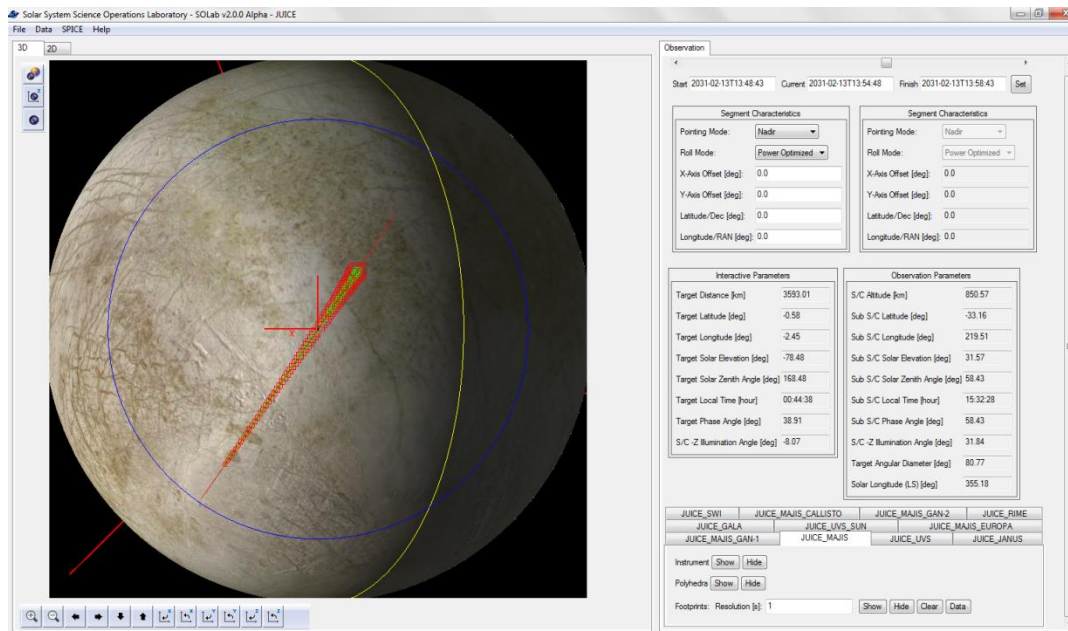 Solar System Science Operations Laboratory - SOLab v2.0.0 Alpha - JUICE
File Data SPICE Help
3D 2D
Observation
Start 2031-02-13T13:48:43 Current 2031-02-13T13:54:48 Finish 2031-02-13T13:58:43 Set
Segment Characteristics
Pointing Mode: Nadir
Roll Mode: Power Optimized
X-Axis Offset [deg]: 0.0
Y-Axis Offset [deg]: 0.0
Latitude/Dec [deg]: 0.0
Longitude/RAN [deg]: 0.0
Segment Characteristics
Pointing Mode: Nadir
Roll Mode: Power Optimized
X-Axis Offset [deg]: 0.0
Y-Axis Offset [deg]: 0.0
Latitude/Dec [deg]: 0.0
Longitude/RAN [deg]: 0.0
X
Interactive Parameters
Target Distance [km] 3593.01
Target Latitude [deg] -0.58
Target Longitude [deg] -2.45
Target Solar Elevation [deg] -78.48
Target Solar Zenith Angle [deg] 168.48
Target Local Time [hour] 00:44:38
Target Phase Angle [deg] 38.91
S/C -Z Illumination Angle [deg] -8.07
Observation Parameters
S/C Altitude [km] 850.57
Sub S/C Latitude [deg] -33.16
Sub S/C Longitude [deg] 219.51
Sub S/C Solar Elevation [deg] 31.57
Sub S/C Solar Zenith Angle [deg] 58.43
Sub S/C Local Time [hour] 15:32:28
Sub S/C Phase Angle [deg] 58.43
S/C -Z Illumination Angle [deg] 31.84
Target Angular Diameter [deg] 80.77
Solar Longitude (LS) [deg] 355.18
JUICE_SWI JUICE_MAJIS_CALLISTO JUICE_MAJIS_GAN-2 JUICE_RIME
JUICE_GALA JUICE_UVS_SUN JUICE_MAJIS_EUROPA
JUICE_MAJIS_GAN-1 JUICE_MAJIS JUICE_UVS JUICE_JANUS
Instrument Show Hide
Polyhedra Show Hide
Footprints: Resolution [s]: 1 Show Hide Clear Data